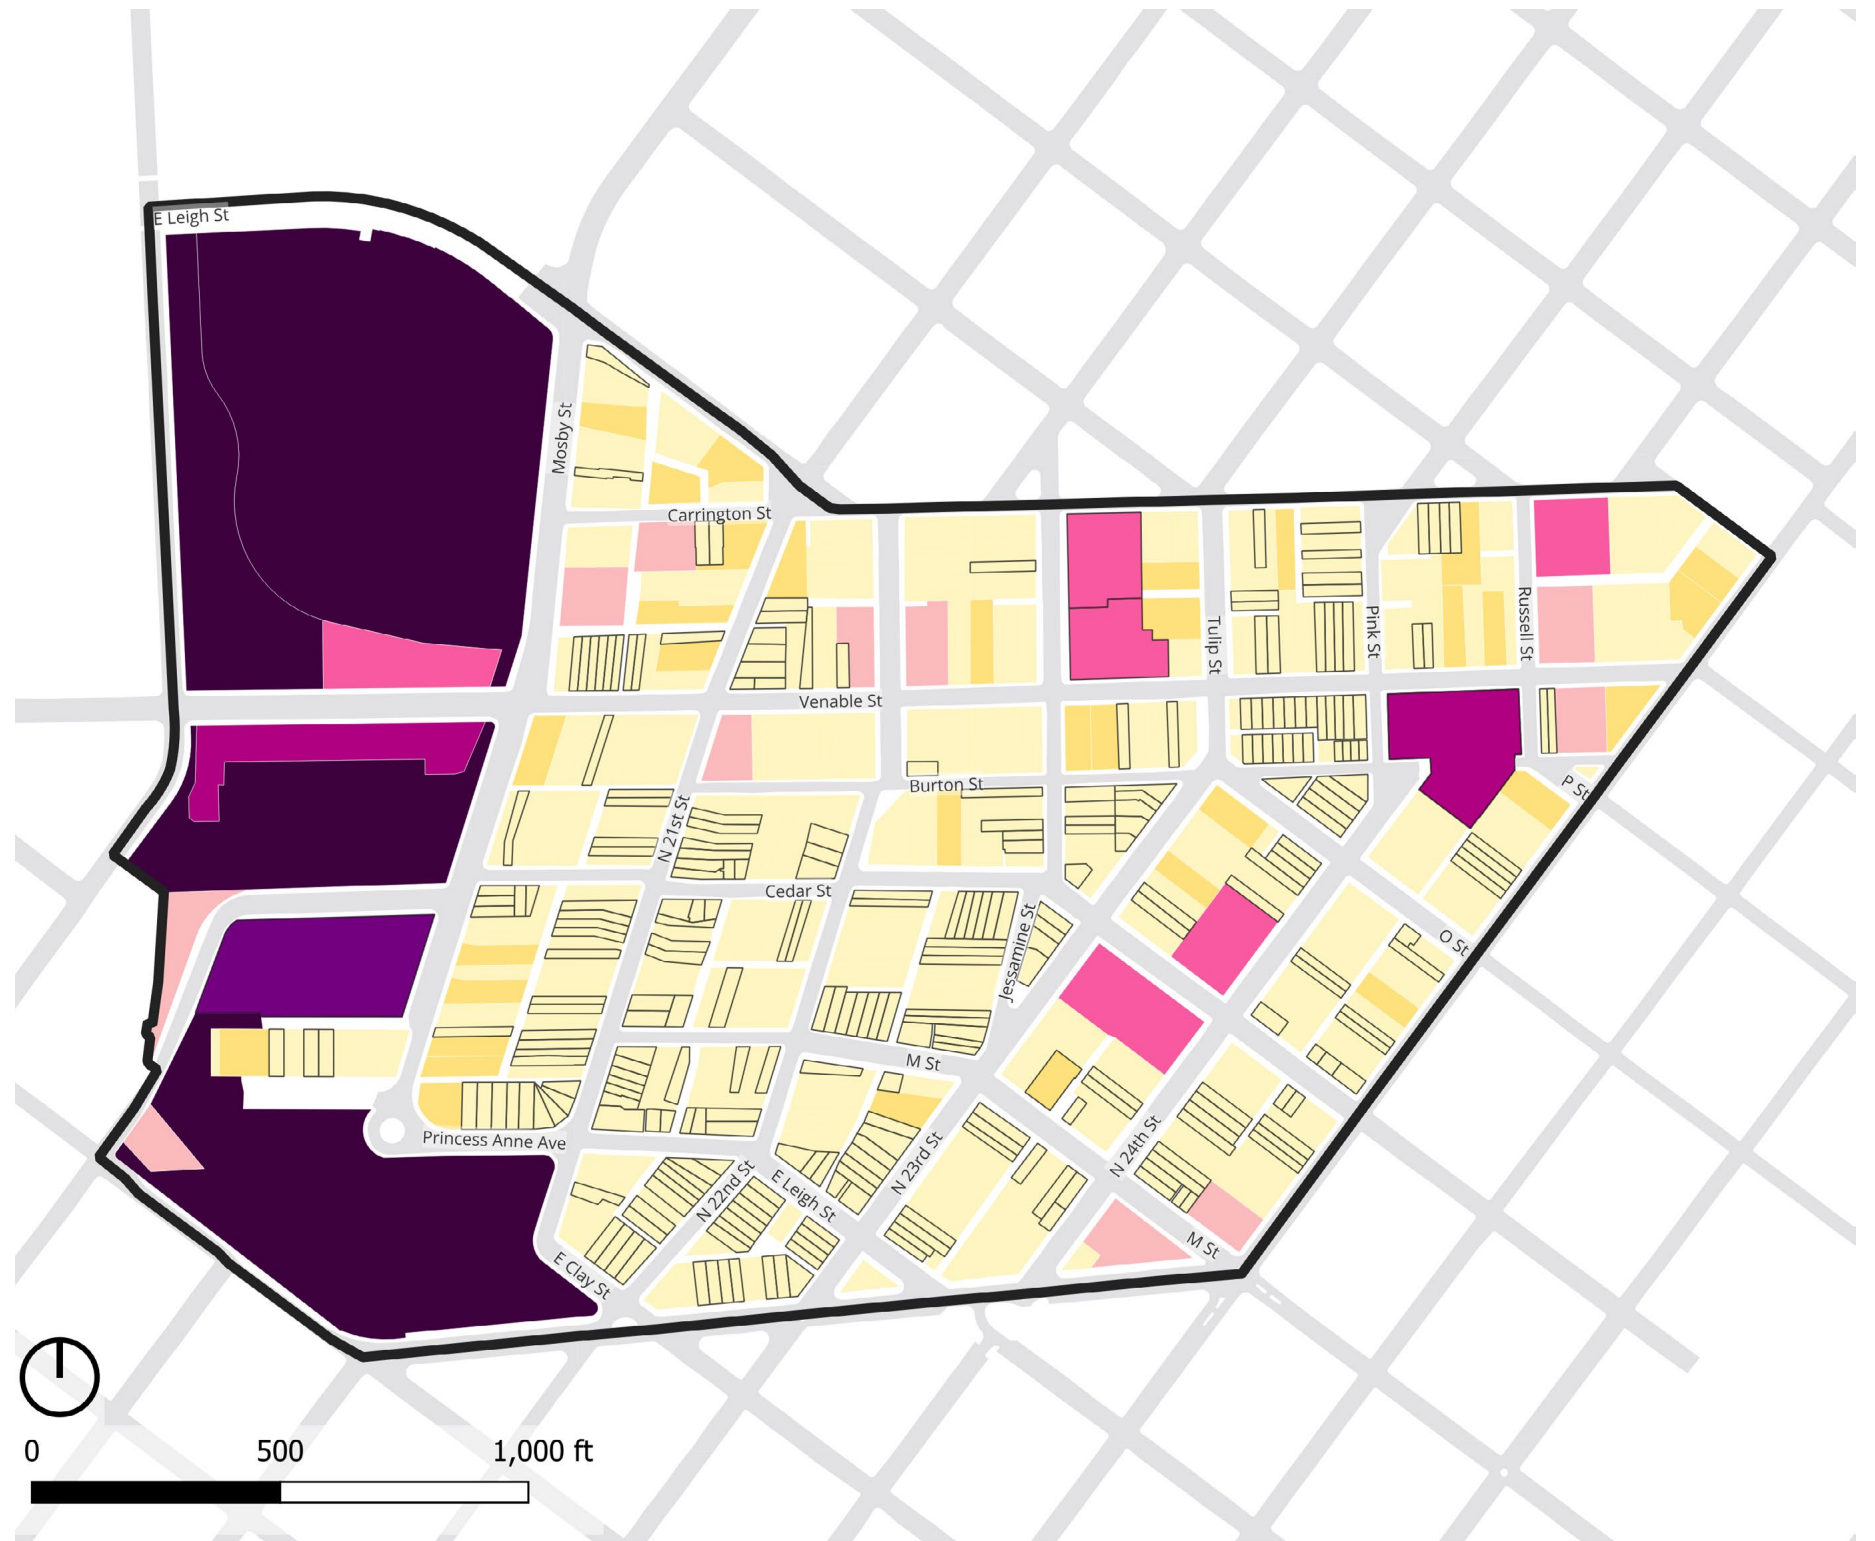 E Leigh St
Mosby St
Carrington St
Tulip St
Pink St
Russell St
Venable St
Burton St
P St
N 21st St
Cedar St
Jessamine St
O St
M St
Princess Anne Ave
N 22nd St
E Leigh St
N 23rd St
N 24th St
M St
E Clay St
0 500 1,000 ft